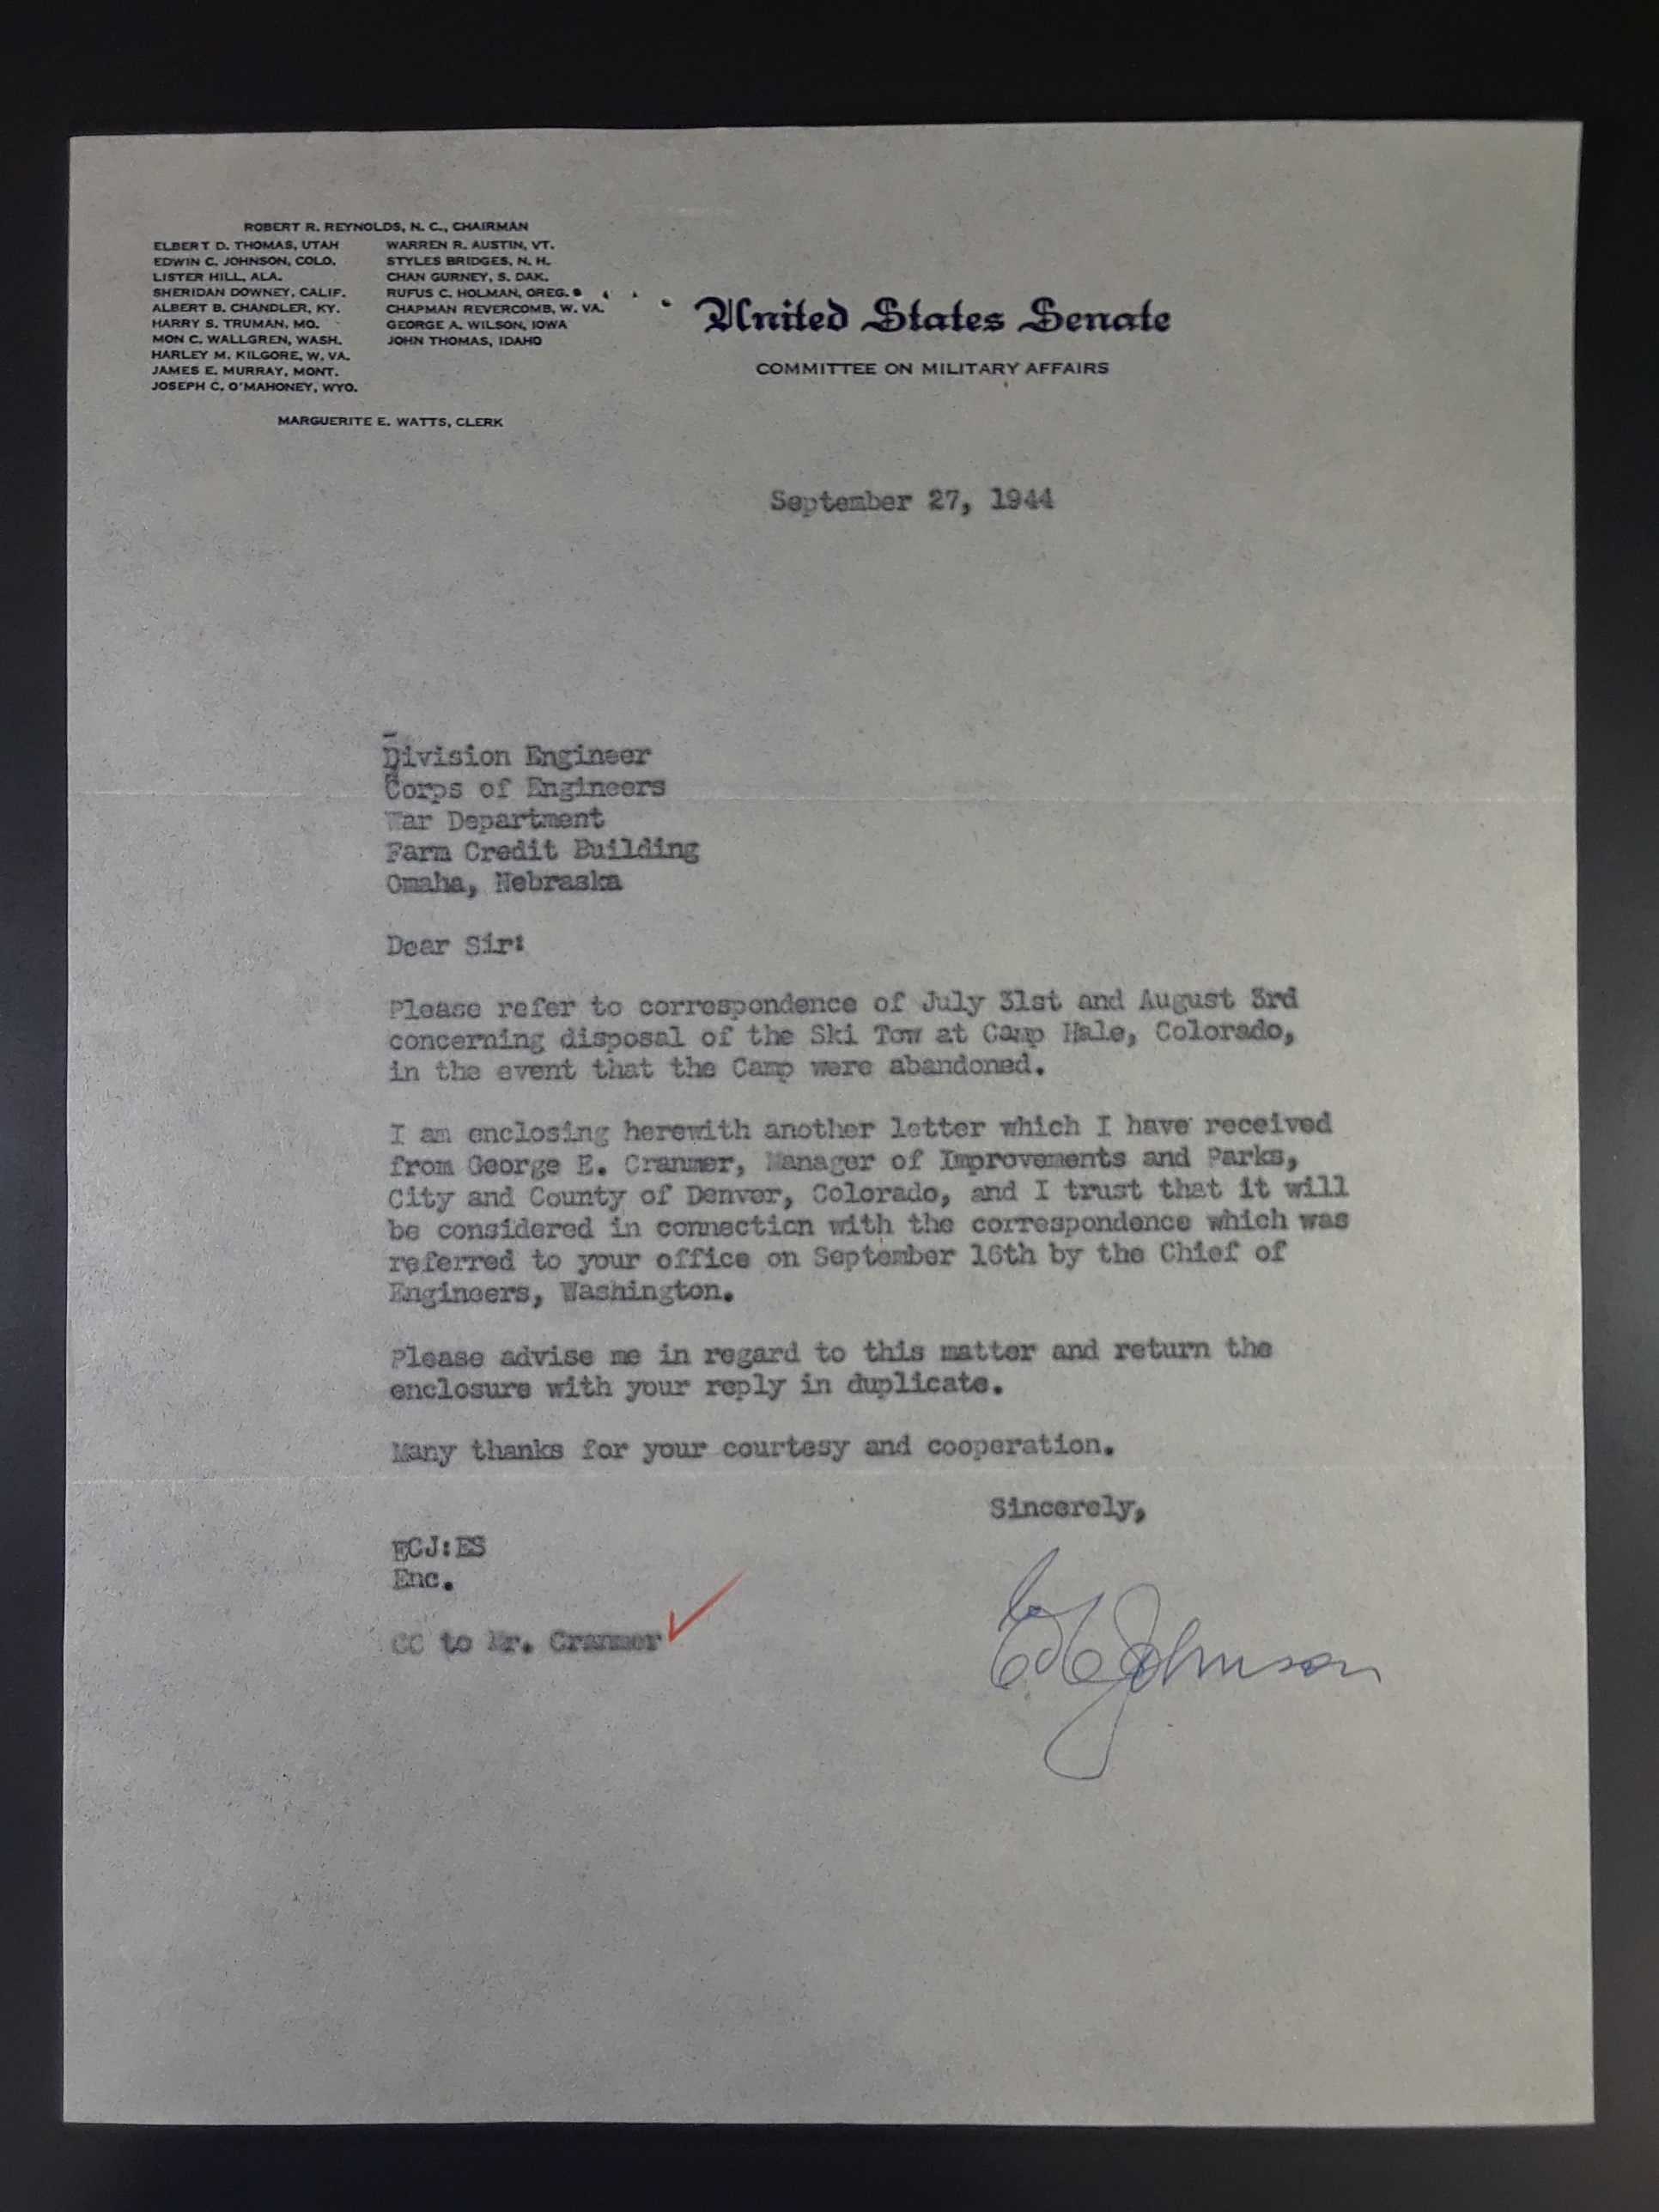 ROBERT R. REYNOLDS, N. C., CHAIRMAN
ELBERT D. THOMAS, UTAH
EDWIN C. JOHNSON, COLO.
LISTER HILL, ALA.
SHERIDAN DOWNEY, CALIF.
ALBERT B. CHANDLER, KY.
HARRY S. TRUMAN, MO.
MON C. WALLGREN, WASH.
HARLEY M. KILGORE, W. VA.
JAMES E. MURRAY, MONT.
JOSEPH C. O'MAHONEY, WYO.
WARREN R. AUSTIN, VT.
STYLES BRIDGES, N. H.
CHAN GURNEY, S. DAK.
RUFUS C. HOLMAN, OREG.
CHAPMAN REVERCOMB, W. VA.
GEORGE A. WILSON, IOWA
JOHN THOMAS, IDAHO
MARGUERITE E. WATTS, CLERK
United States Senate
COMMITTEE ON MILITARY AFFAIRS
September 27, 1944
Division Engineer
Corps of Engineers
War Department
Farm Credit Building
Omaha, Nebraska
Dear Sir:
Please refer to correspondence of July 31st and August 3rd
concerning disposal of the Ski Tow at Camp Hale, Colorado,
in the event that the Camp were abandoned.
I am enclosing herewith another letter which I have received
from George E. Cranmer, Manager of Improvements and Parks,
City and County of Denver, Colorado, and I trust that it will
be considered in connection with the correspondence which was
referred to your office on September 16th by the Chief of
Engineers, Washington.
Please advise me in regard to this matter and return the
enclosure with your reply in duplicate.
Many thanks for your courtesy and cooperation.
Sincerely,
ECJ:ES
Enc.
CC to Mr. Cranmer
Ed C Johnson